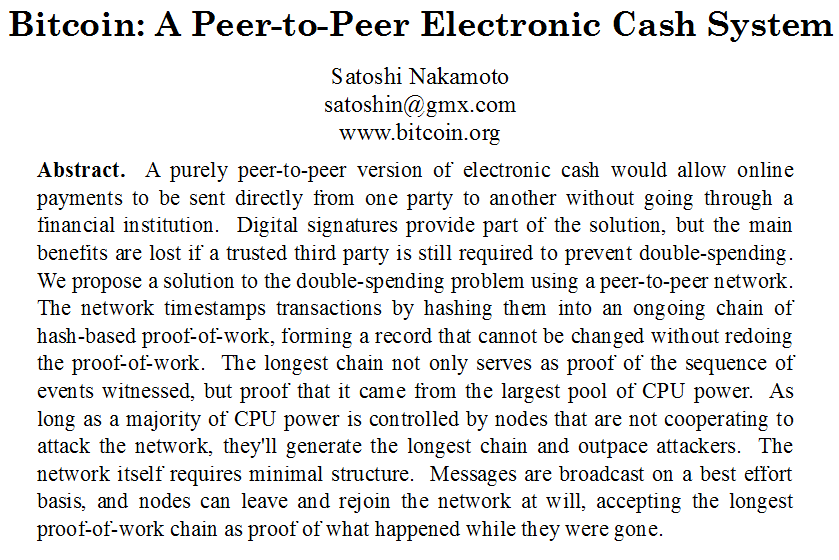 Bitcoin: A Peer-to-Peer Electronic Cash System
Satoshi Nakamoto
satoshin@gmx.com
www.bitcoin.org
Abstract. A purely peer-to-peer version of electronic cash would allow online
payments to be sent directly from one party to another without going through a
financial institution. Digital signatures provide part of the solution, but the main
benefits are lost if a trusted third party is still required to prevent double-spending.
We propose a solution to the double-spending problem using a peer-to-peer network.
The network timestamps transactions by hashing them into an ongoing chain of
hash-based proof-of-work, forming a record that cannot be changed without redoing
the proof-of-work. The longest chain not only serves as proof of the sequence of
events witnessed, but proof that it came from the largest pool of CPU power. As
long as a majority of CPU power is controlled by nodes that are not cooperating to
attack the network, they'll generate the longest chain and outpace attackers. The
network itself requires minimal structure. Messages are broadcast on a best effort
basis, and nodes can leave and rejoin the network at will, accepting the longest
proof-of-work chain as proof of what happened while they were gone.